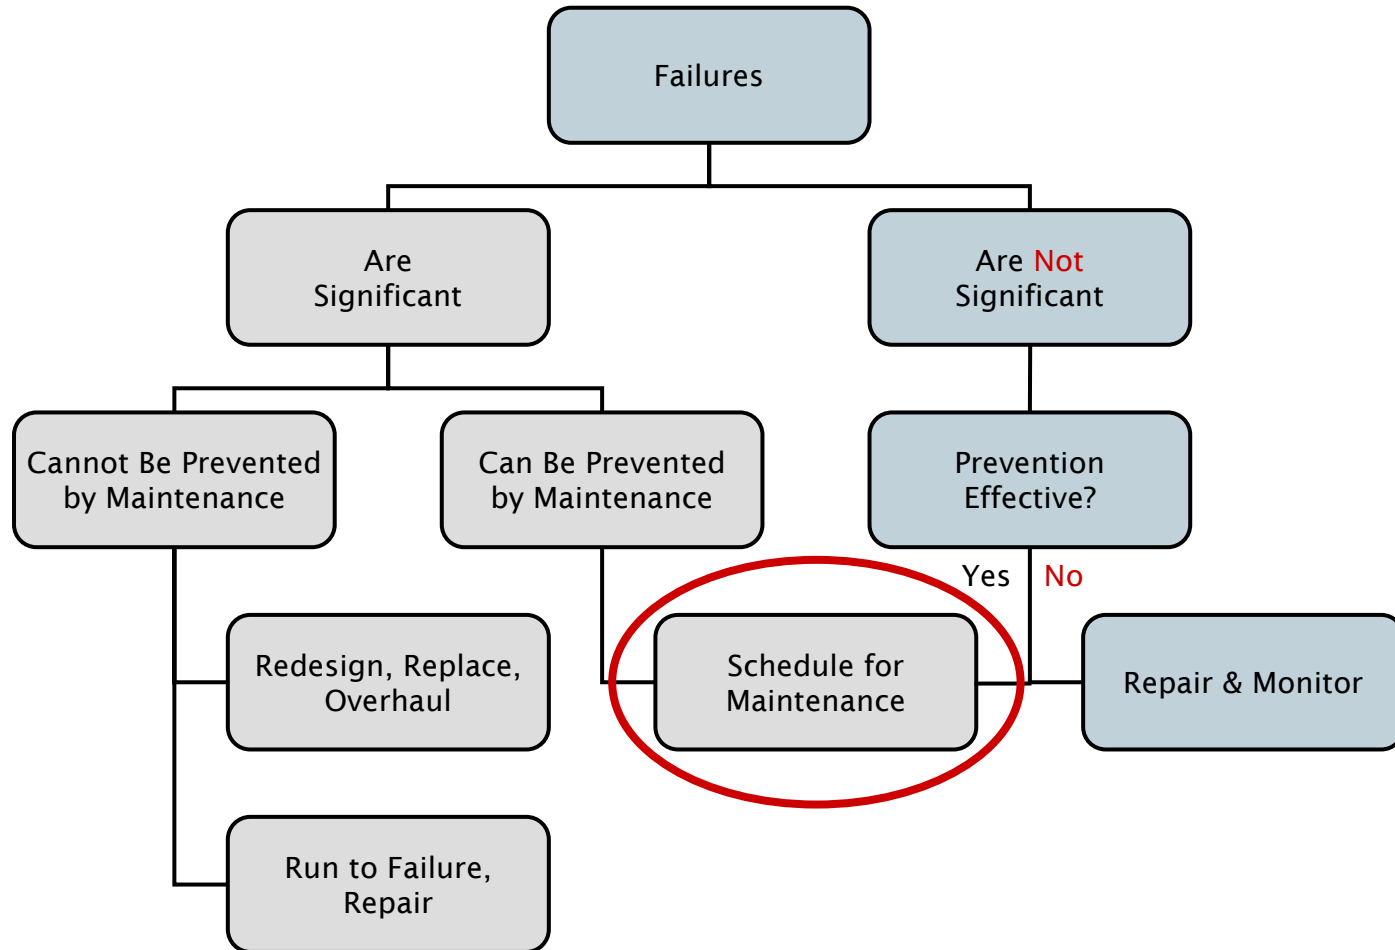 Failures
Are
Significant
Are Not
Significant
Cannot Be Prevented
by Maintenance
Can Be Prevented
by Maintenance
Prevention
Effective?
Yes
No
Redesign, Replace,
Overhaul
Schedule for
Maintenance
Repair & Monitor
Run to Failure,
Repair